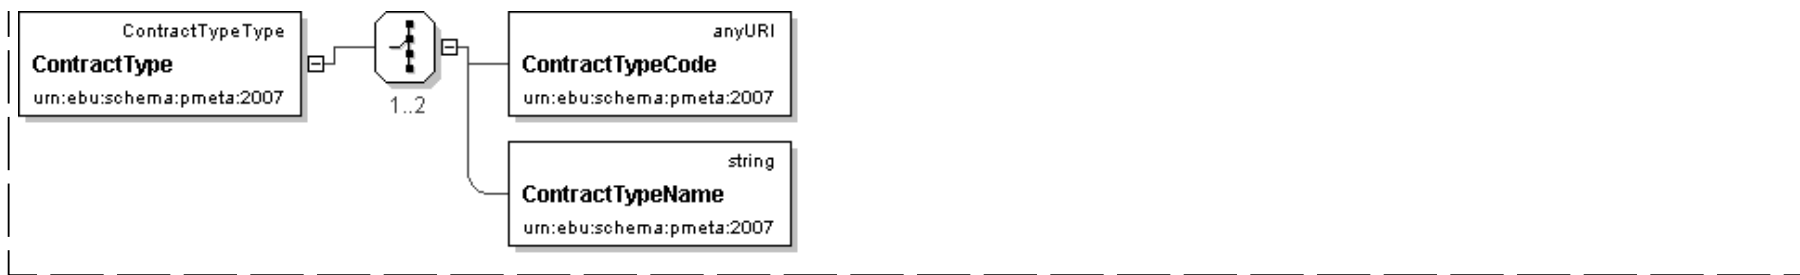 ContractTypeType
ContractType
urn:ebu:schema:pmeta:2007
1..2
anyURI
ContractTypeCode
urn:ebu:schema:pmeta:2007
string
ContractTypeName
urn:ebu:schema:pmeta:2007